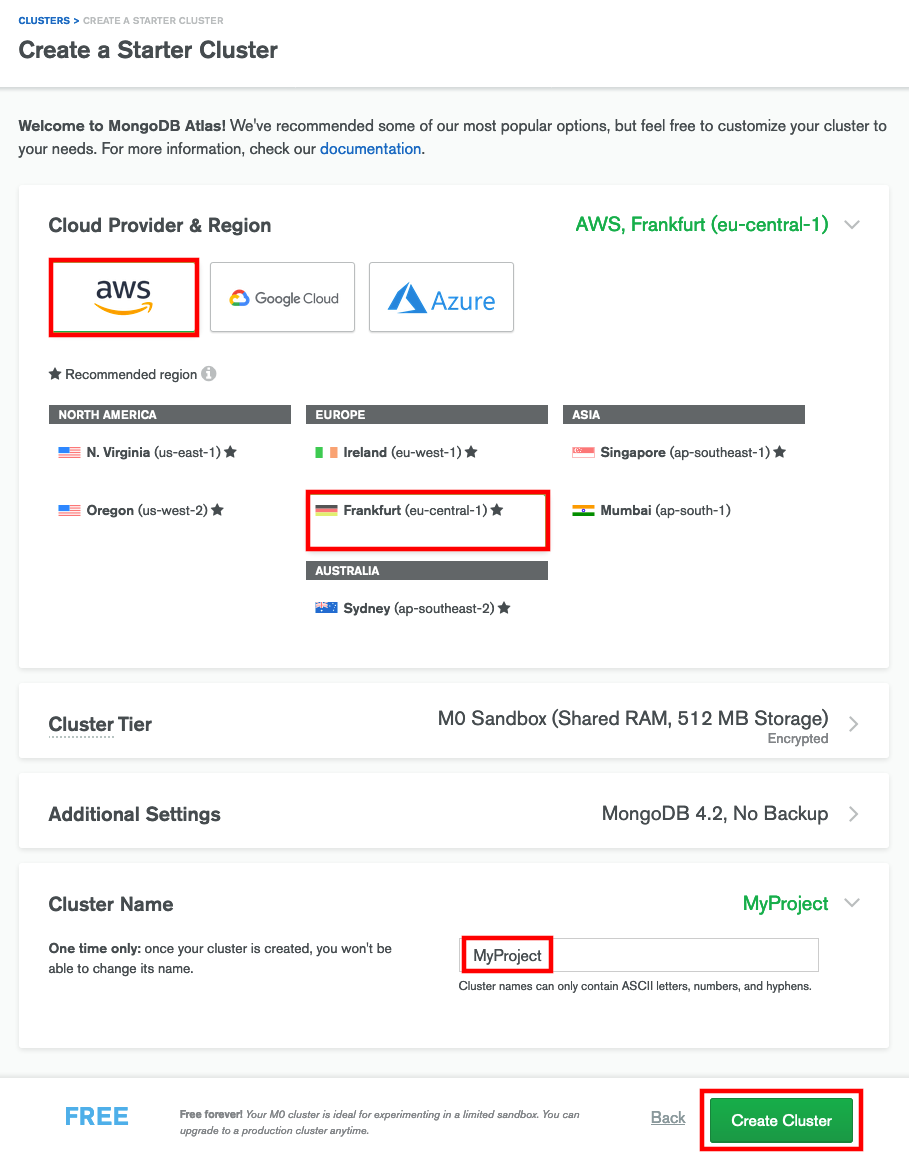 CLUSTERS > CREATE A STARTER CLUSTER
Create a Starter Cluster
Welcome to MongoDB Atlas! We've recommended some of our most popular options, but feel free to customize your cluster to
your needs. For more information, check our documentation.
Cloud Provider & Region
AWS, Frankfurt (eu-central-1)
aws
Google Cloud
Azure
★ Recommended region
NORTH AMERICA
N. Virginia (us-east-1) ★
Oregon (us-west-2) ★
EUROPE
Ireland (eu-west-1) ★
Frankfurt (eu-central-1) ★
AUSTRALIA
Sydney (ap-southeast-2) ★
ASIA
Singapore (ap-southeast-1) ★
Mumbai (ap-south-1)
Cluster Tier
M0 Sandbox (Shared RAM, 512 MB Storage)
Encrypted
Additional Settings
MongoDB 4.2, No Backup
Cluster Name
MyProject
One time only: once your cluster is created, you won't be
able to change its name.
MyProject
Cluster names can only contain ASCII letters, numbers, and hyphens.
FREE
Free forever! Your M0 cluster is ideal for experimenting in a limited sandbox. You can
upgrade to a production cluster anytime.
Back
Create Cluster